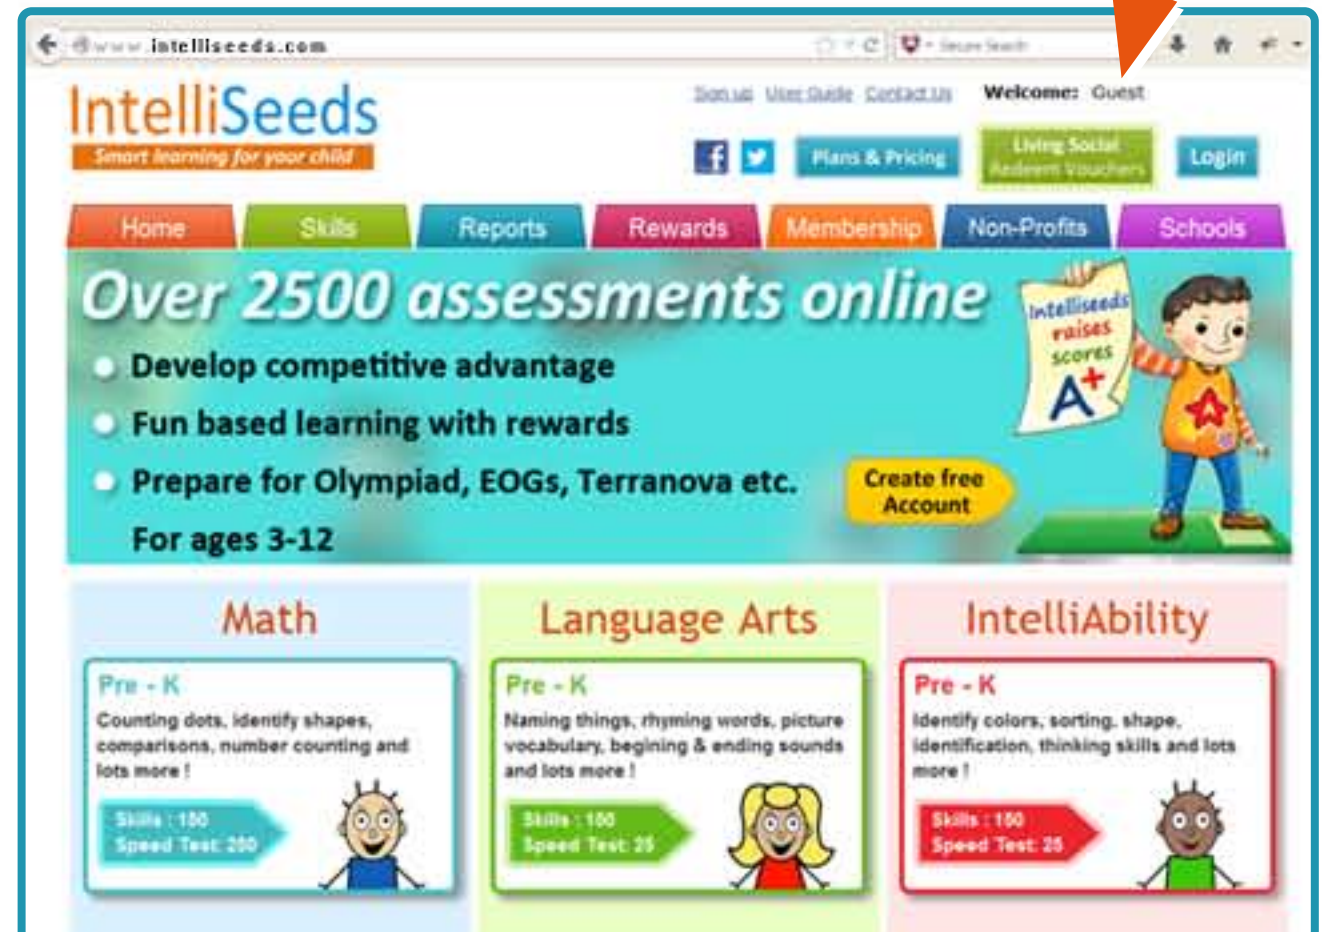 www.intelliseeds.com
Secure Search
IntelliSeeds
Smart learning for your child
Sign up User Guide Contact Us Welcome: Guest
Plans & Pricing
Living Social
Redeem Vouchers
Login
Home Skills Reports Rewards Membership Non-Profits Schools
Over 2500 assessments online
Develop competitive advantage
Fun based learning with rewards
Prepare for Olympiad, EOGs, Terranova etc.
For ages 3-12
Create free
Account
Intelliseeds
raises
scores
A+
A
Math
Pre - K
Counting dots, identify shapes,
comparisons, number counting and
lots more !
Skills : 150
Speed Test: 250
Language Arts
Pre - K
Naming things, rhyming words, picture
vocabulary, begining & ending sounds
and lots more !
Skills : 150
Speed Test: 25
IntelliAbility
Pre - K
Identify colors, sorting, shape,
identification, thinking skills and lots
more !
Skills : 150
Speed Test: 25